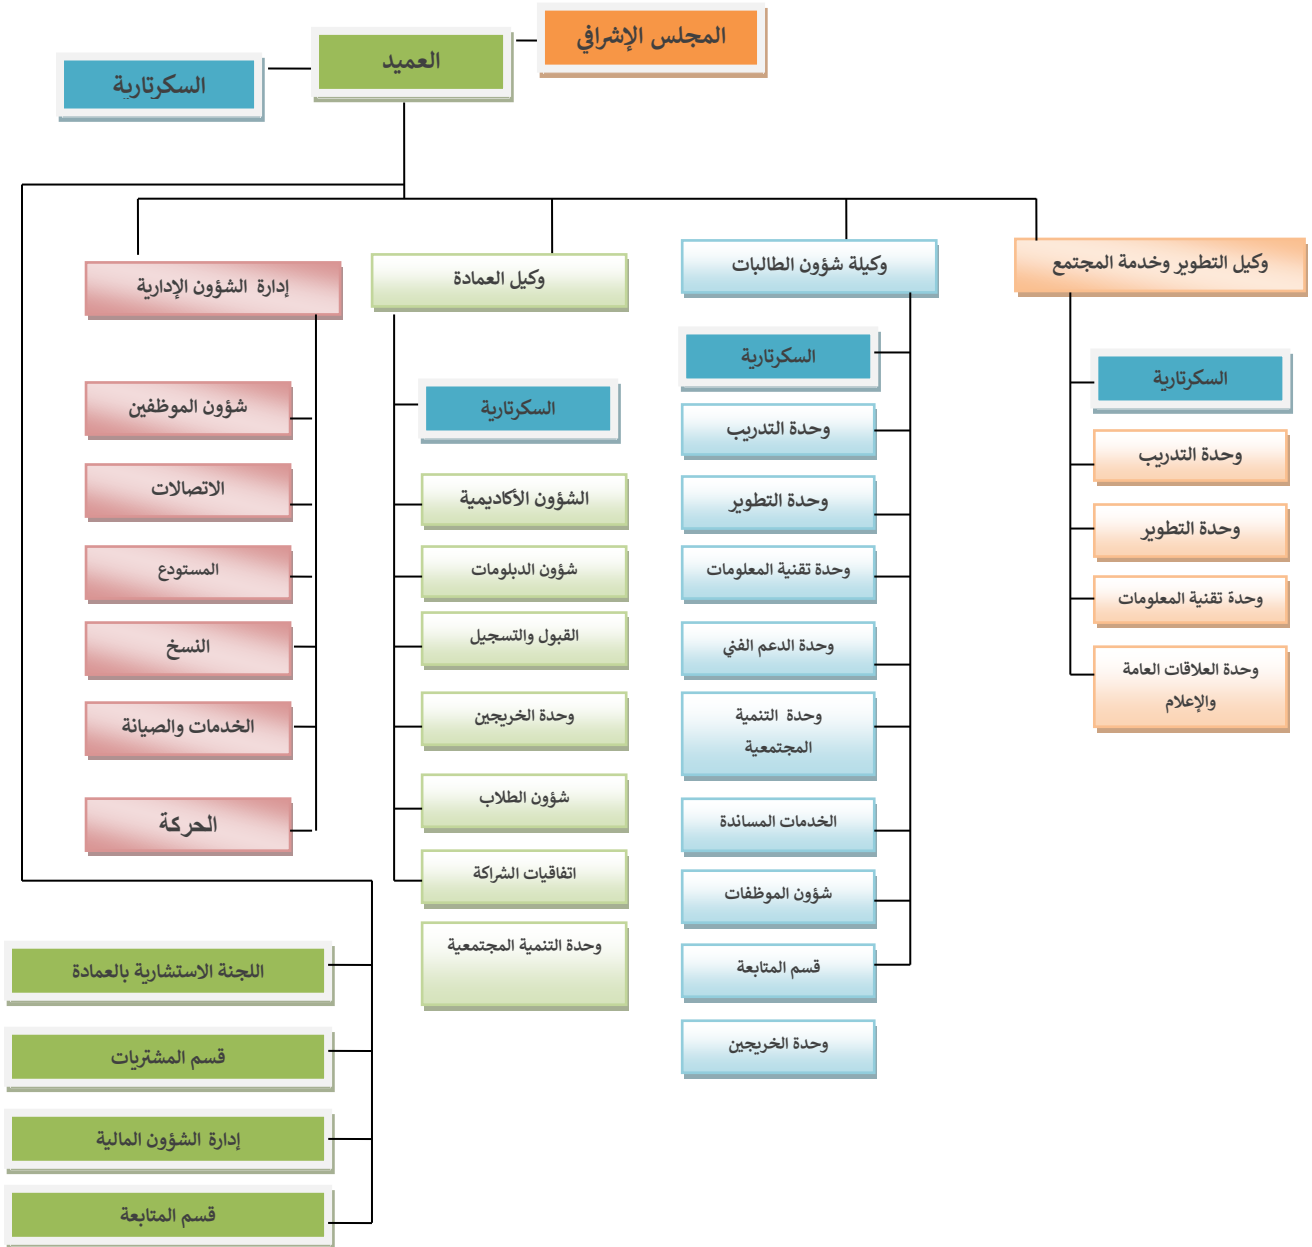 المجلس الإشرافي
العميد
السكرتارية
وكيل التطوير وخدمة المجتمع
السكرتارية
وحدة التدريب
وحدة التطوير
وحدة تقنية المعلومات
وحدة العلاقات العامة
والإعلام
وكيلة شؤون الطالبات
السكرتارية
وحدة التدريب
وحدة التطوير
وحدة تقنية المعلومات
وحدة الدعم الفني
وحدة التنمية
المجتمعية
الخدمات المساندة
شؤون الموظفات
قسم المتابعة
وحدة الخريجين
وكيل العمادة
السكرتارية
الشؤون الأكاديمية
شؤون الدبلومات
القبول والتسجيل
وحدة الخريجين
شؤون الطلاب
اتفاقيات الشراكة
وحدة التنمية المجتمعية
إدارة الشؤون الإدارية
شؤون الموظفين
الاتصالات
المستودع
النسخ
الخدمات والصيانة
الحركة
اللجنة الاستشارية بالعمادة
قسم المشتريات
إدارة الشؤون المالية
قسم المتابعة